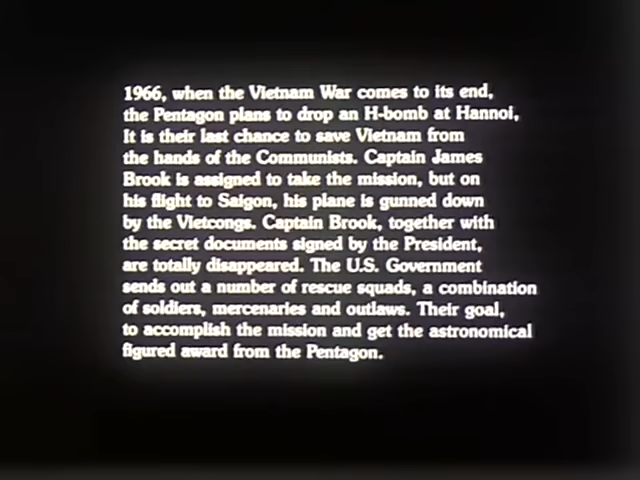 1966, when the Vietnam War comes to its end,
the Pentagon plans to drop an H-bomb at Hannoi,
It is their last chance to save Vietnam from
the hands of the Communists. Captain James
Brook is assigned to take the mission, but on
his flight to Saigon, his plane is gunned down
by the Vietcongs. Captain Brook, together with
the secret documents signed by the President,
are totally disappeared. The U.S. Government
sends out a number of rescue squads, a combination
of soldiers, mercenaries and outlaws. Their goal,
to accomplish the mission and get the astronomical
figured award from the Pentagon.